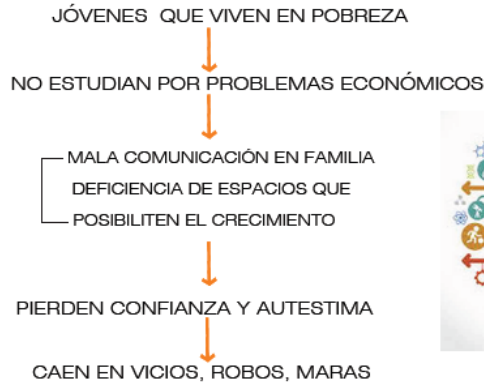 JÓVENES QUE VIVEN EN POBREZA
NO ESTUDIAN POR PROBLEMAS ECONÓMICOS
MALA COMUNICACIÓN EN FAMILIA
DEFICIENCIA DE ESPACIOS QUE
POSIBILITEN EL CRECIMIENTO
PIERDEN CONFIANZA Y AUTESTIMA
CAEN EN VICIOS, ROBOS, MARAS